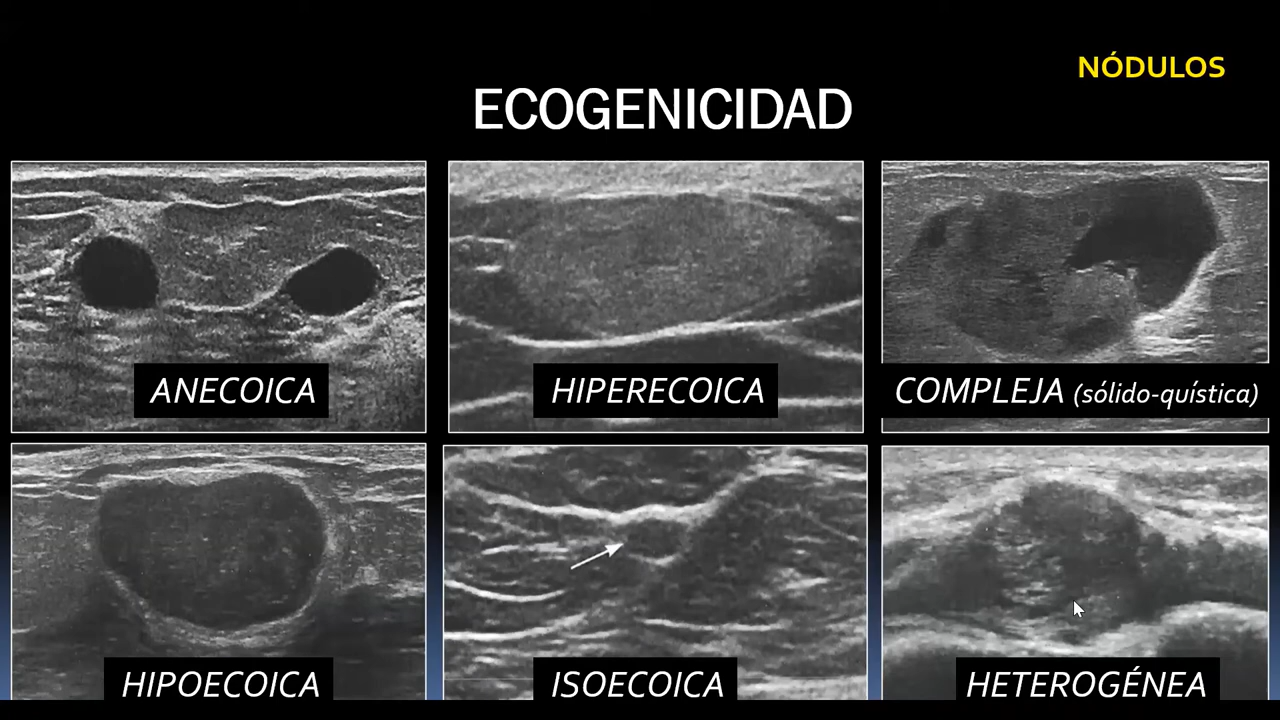 NÓDULOS
ECOGENICIDAD
ANECOICA
HIPERECOICA
COMPLEJA (sólido-quística)
HIPOECOICA
ISOECOICA
HETEROGÉNEA